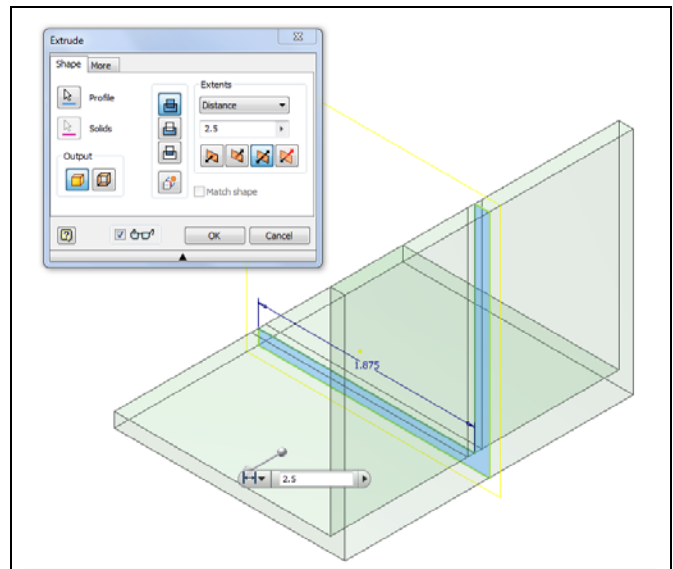 Extrude
Shape More
Profile
Solids
Output
Extents
Distance
2.5
Match shape
OK Cancel
1.875
2.5